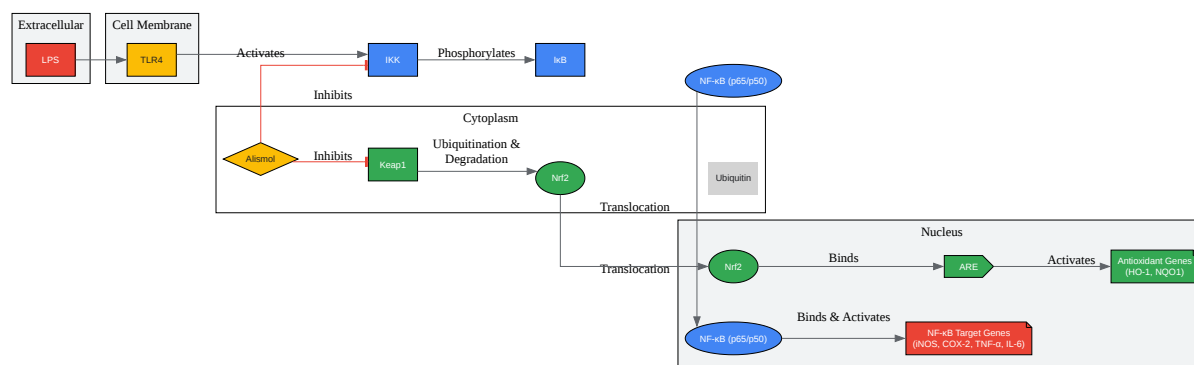 Extracellular
Cell Membrane
LPS
TLR4
Activates
IKK
Phosphorylates
IκB
NF-κB (p65/p50)
Inhibits
Cytoplasm
Alismol
Inhibits
Keap1
Ubiquitination &
Degradation
Nrf2
Ubiquitin
Translocation
Nucleus
Translocation
Nrf2
Binds
ARE
Activates
Antioxidant Genes
(HO-1, NQO1)
NF-κB (p65/p50)
Binds & Activates
NF-κB Target Genes
(iNOS, COX-2, TNF-α, IL-6)